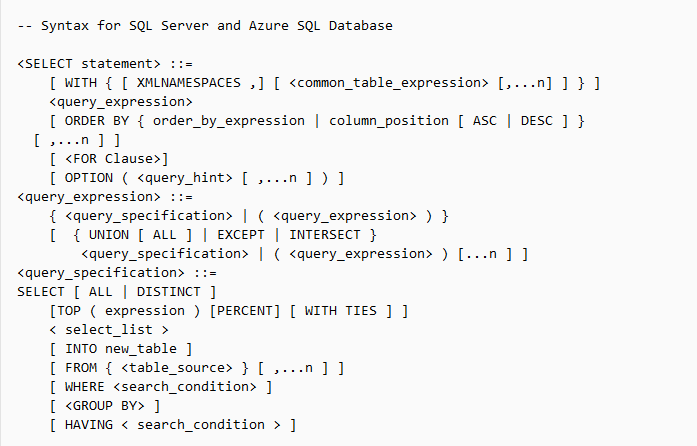 -- Syntax for SQL Server and Azure SQL Database
<SELECT statement> ::=
[ WITH { [ XMLNAMESPACES ,] [ <common_table_expression> [,...n] ] } ]
<query_expression>
[ ORDER BY { order_by_expression | column_position [ ASC | DESC ] }
[ ,...n ] ]
[ <FOR Clause>]
[ OPTION ( <query_hint> [ ,...n ] ) ]
<query_expression> ::=
{ <query_specification> | ( <query_expression> ) }
[ { UNION [ ALL ] | EXCEPT | INTERSECT }
<query_specification> | ( <query_expression> ) [...n ] ]
<query_specification> ::=
SELECT [ ALL | DISTINCT ]
[TOP ( expression ) [PERCENT] [ WITH TIES ] ]
< select_list >
[ INTO new_table ]
[ FROM { <table_source> } [ ,...n ] ]
[ WHERE <search_condition> ]
[ <GROUP BY> ]
[ HAVING < search_condition > ]